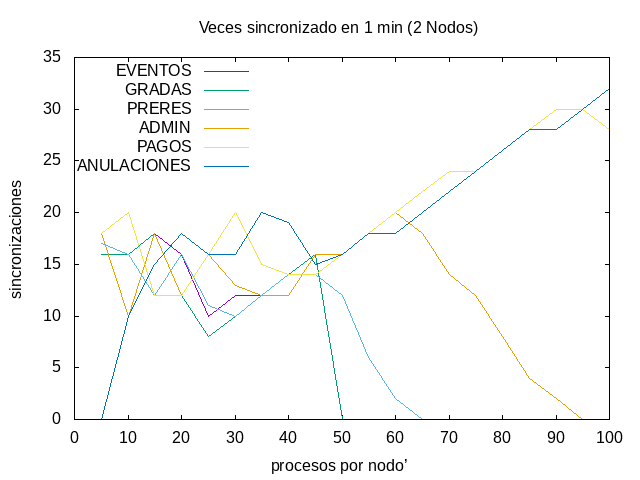 Veces sincronizado en 1 min (2 Nodos)
35
30
25
20
15
10
5
0
sincronizaciones
EVENTOS
GRADAS
PRERES
ADMIN
PAGOS
ANULACIONES
0 10 20 30 40 50 60 70 80 90 100
procesos por nodo’